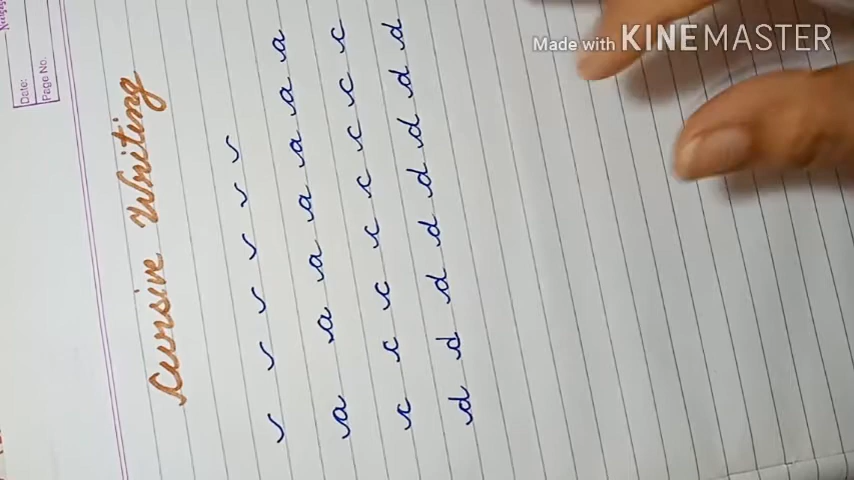 Date:
Page No.
Cursive Writing
a a a a a a a
c c c c c c c c
d d d d d d d d
Made with KINEMASTER